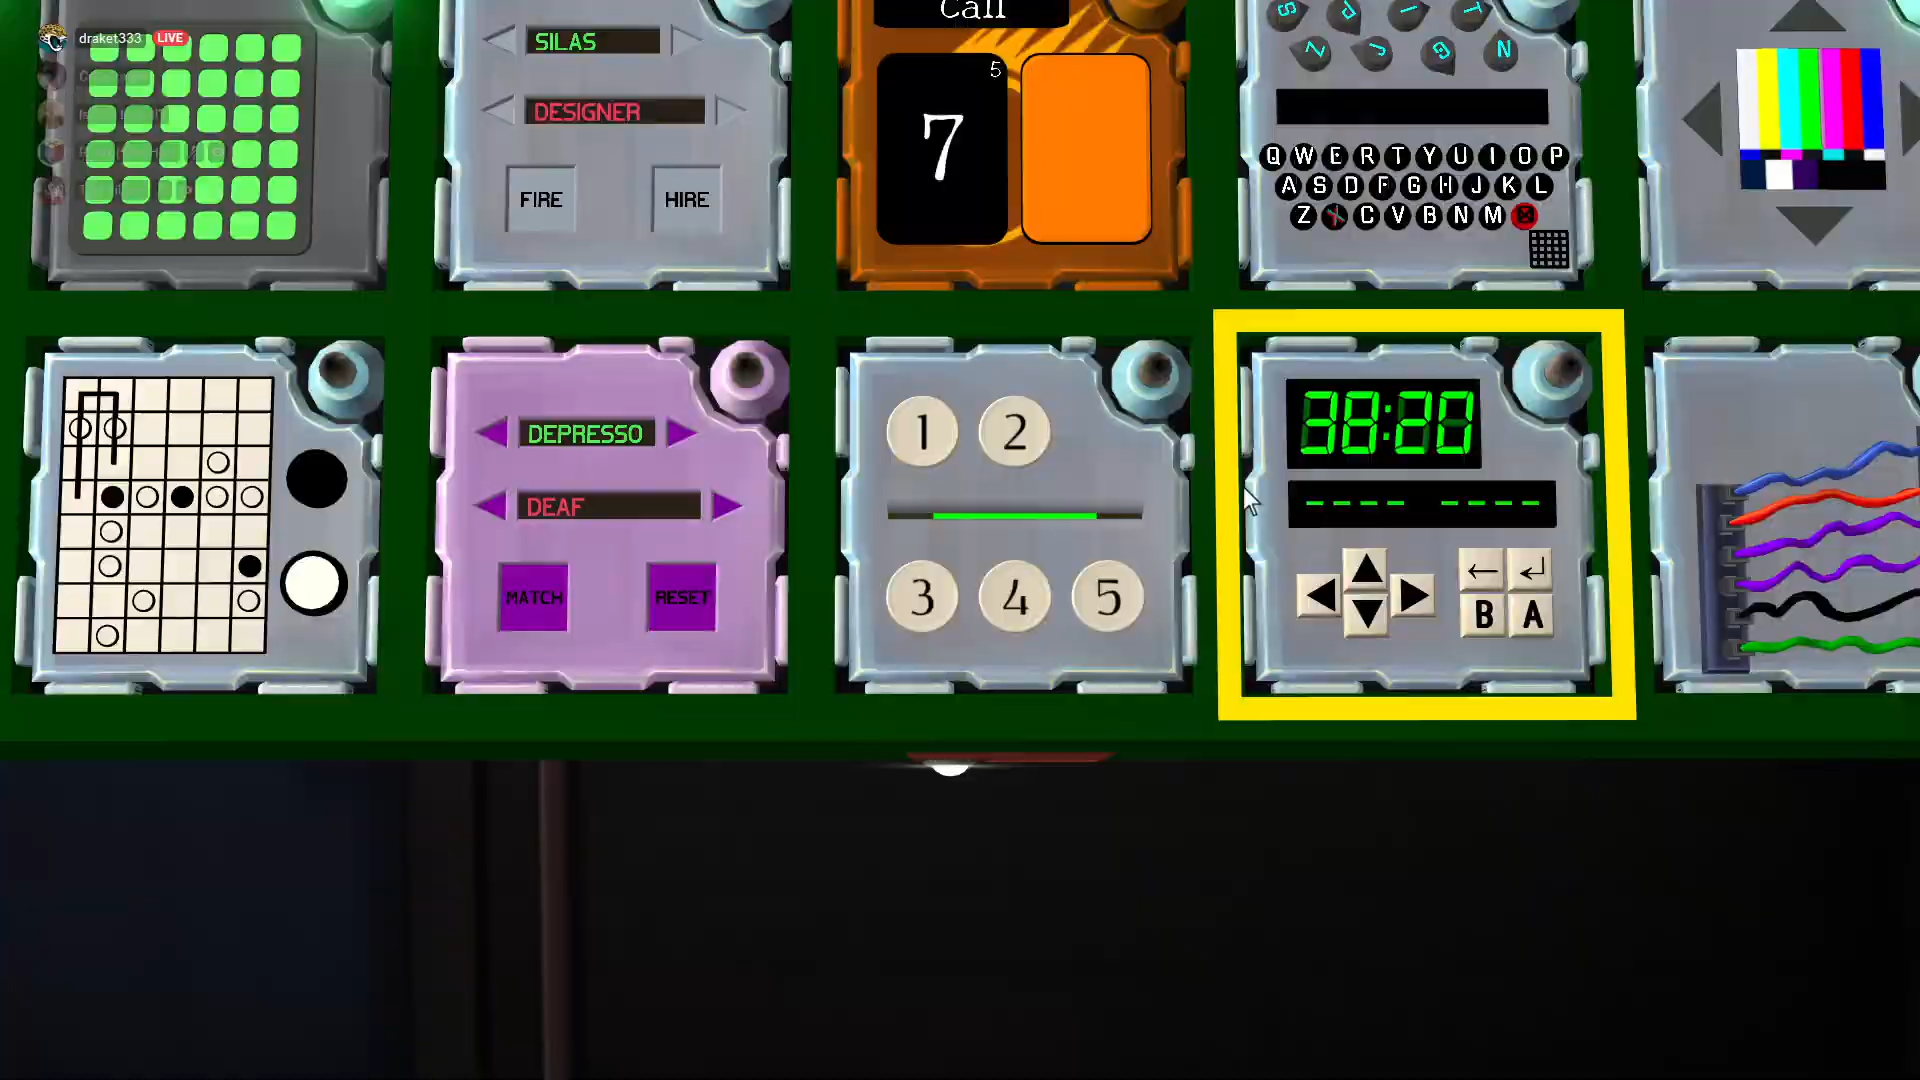 draket333 LIVE
SILAS
DESIGNER
FIRE HIRE
Call
5
7
S P I T
Z J G N
Q W E R T Y U I O P
A S D F G H J K L
Z X C V B N M
DEPRESSO
DEAF
MATCH RESET
1 2
3 4 5
38:20
---- ----
B A